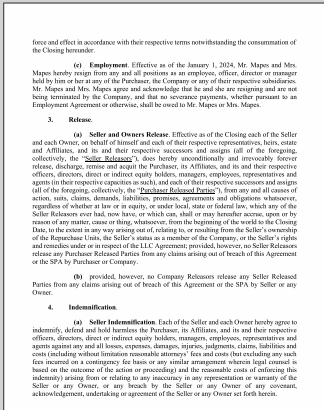 force and effect in accordance with their respective terms notwithstanding the consummation of
the Closing hereunder.
(c) Employment. Effective as of the January 1, 2024, Mr. Mapes and Mrs.
Mapes hereby resign from any and all positions as an employee, officer, director or manager
held by him or her at any of the Purchaser, the Company or any of their respective subsidiaries.
Mr. Mapes and Mrs. Mapes agree and acknowledge that he and she are resigning and are not
being terminated by the Company, and that no severance payments, whether pursuant to an
Employment Agreement or otherwise, shall be owed to Mr. Mapes or Mrs. Mapes.
3. Release.
(a) Seller and Owners Release. Effective as of the Closing each of the Seller
and each Owner, on behalf of himself and each of their respective representatives, heirs, estate
and Affiliates, and its and their respective successors and assigns (all of the foregoing,
collectively, the “Seller Releasors”), does hereby unconditionally and irrevocably forever
release, discharge, remise and acquit the Purchaser, its Affiliates, and its and their respective
officers, directors, direct or indirect equity holders, managers, employees, representatives and
agents (in their respective capacities as such), and each of their respective successors and assigns
(all of the foregoing, collectively, the “Purchaser Released Parties”), from any and all causes of
action, suits, claims, demands, liabilities, promises, agreements and obligations whatsoever,
regardless of whether at law or in equity, or under local, state or federal law, which any of the
Seller Releasors ever had, now have, or which can, shall or may hereafter accrue, upon or by
reason of any matter, cause or thing, whatsoever, from the beginning of the world to the Closing
Date, to the extent in any way arising out of, relating to, or resulting from the Seller’s ownership
of the Repurchase Units, the Seller’s status as a member of the Company, or the Seller’s rights
and remedies under or in respect of the LLC Agreement; provided, however, no Seller Releasors
release any Purchaser Released Parties from any claims arising out of breach of this Agreement
or the SPA by Purchaser or Company.
(b) provided, however, no Company Releasors release any Seller Released
Parties from any claims arising out of breach of this Agreement or the SPA by Seller or any
Owner.
4. Indemnification.
(a) Seller Indemnification. Each of the Seller and each Owner hereby agree to
indemnify, defend and hold harmless the Purchaser, its Affiliates, and its and their respective
officers, directors, direct or indirect equity holders, managers, employees, representatives and
agents against any and all losses, expenses, damages, injuries, judgments, claims, liabilities and
costs (including without limitation reasonable attorneys’ fees and costs (but excluding any such
fees incurred on a contingency fee basis or any similar arrangement wherein legal counsel is
based on the outcome of the action or proceeding) and the reasonable costs of enforcing this
indemnity) arising from or relating to any inaccuracy in any representation or warranty of the
Seller or any Owner, or any breach by the Seller or any Owner of any covenant,
acknowledgement, undertaking or agreement of the Seller or any Owner set forth herein.